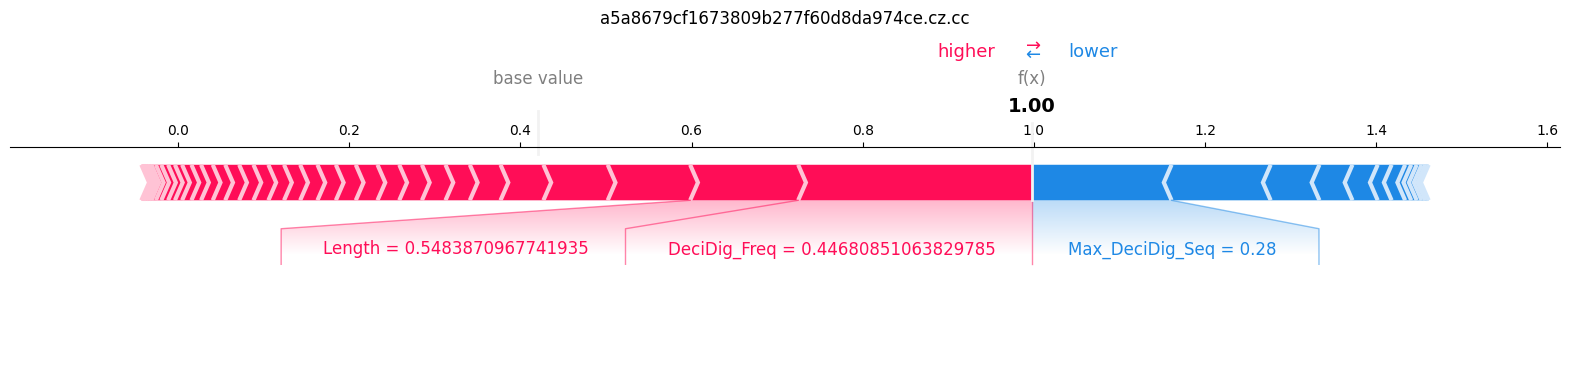 a5a8679cf1673809b277f60d8da974ce.cz.cc
higher ⇄ lower
base value f(x)
1.00
0.0 0.2 0.4 0.6 0.8 1.0 1.2 1.4 1.6
Length = 0.5483870967741935 DeciDig_Freq = 0.44680851063829785 Max_DeciDig_Seq = 0.28